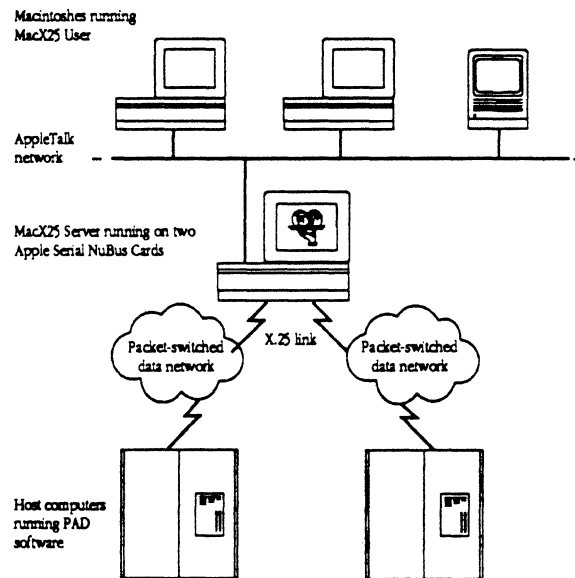 Macintoshes running
MacX25 User
AppleTalk
network
MacX25 Server running on two
Apple Serial NuBus Cards
X.25 link
Packet-switched
data network
Packet-switched
data network
Host computers
running PAD
software